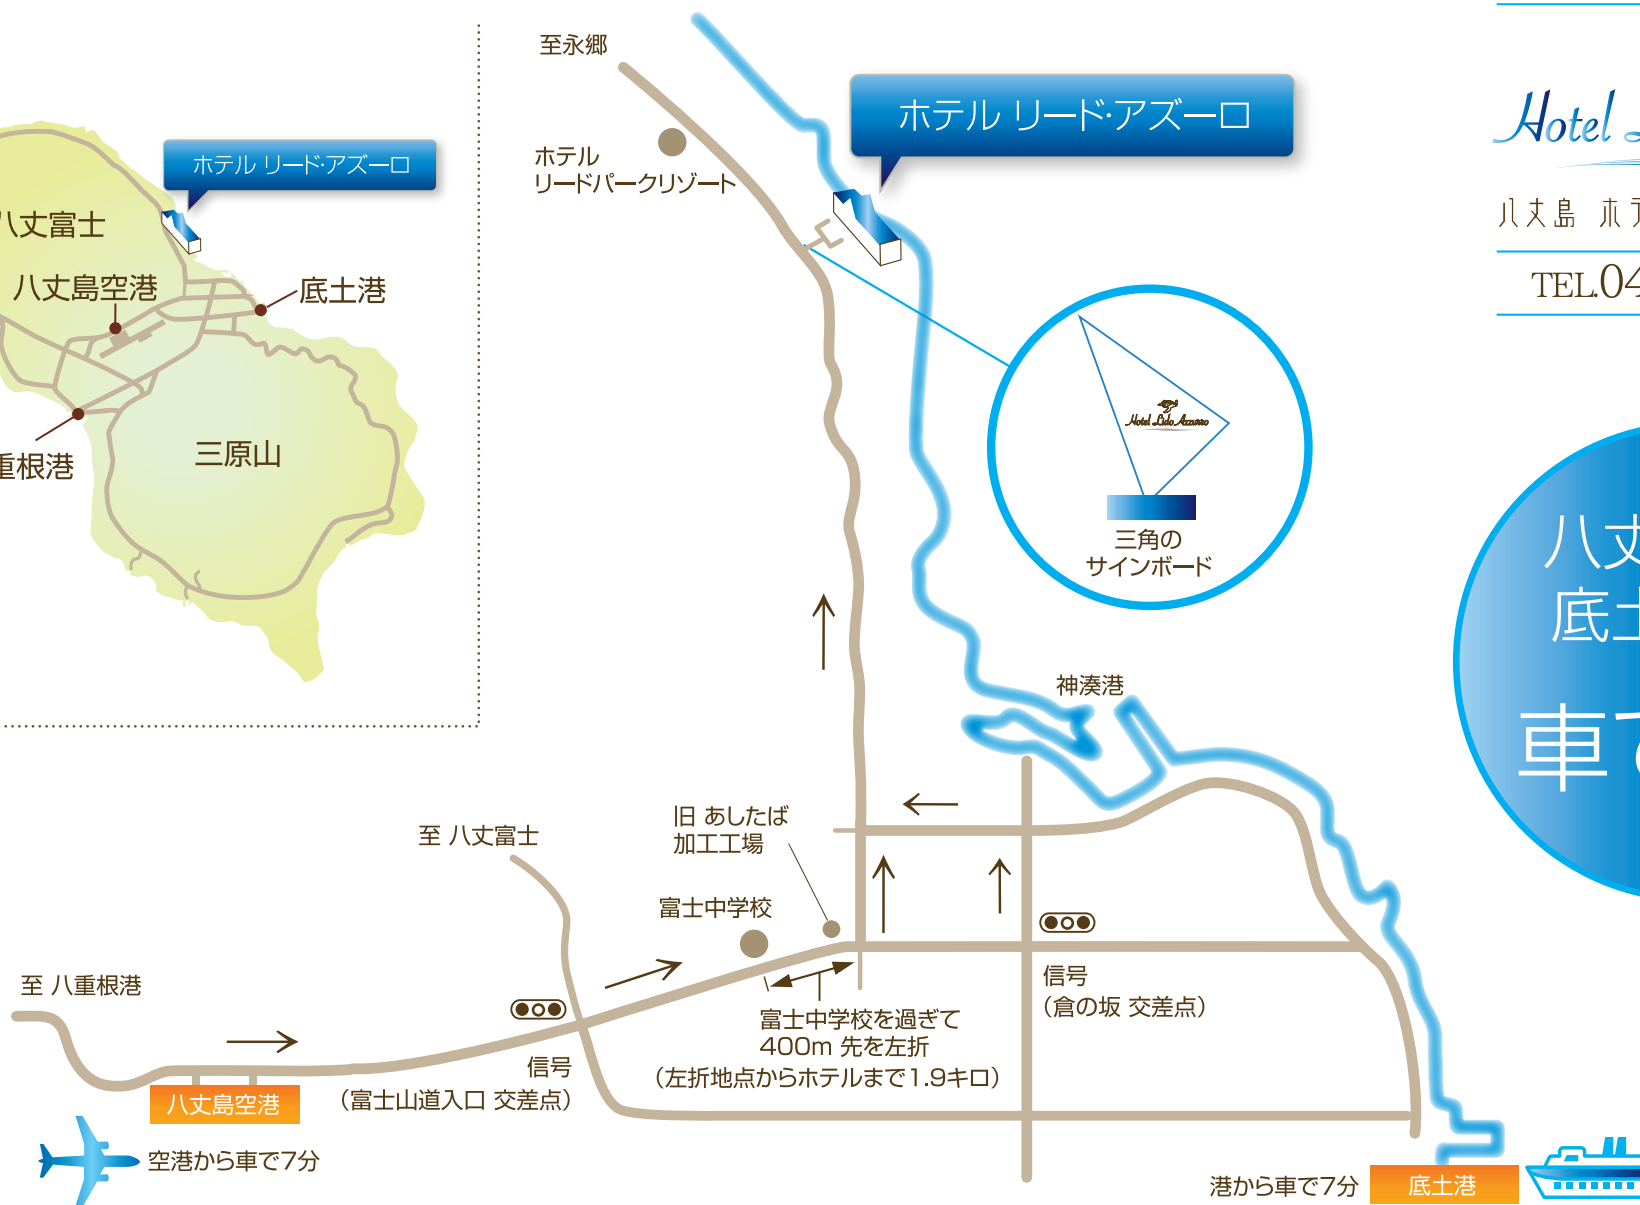 ホテル リード・アズーロ
八丈富士
八丈島空港
底土港
重根港
三原山
至永郷
ホテル
リードパークリゾート
ホテル リード・アズーロ
Hotel Lido Azzurro
三角の
サインボード
神湊港
旧 あしたば
加工工場
至 八丈富士
富士中学校
至 八重根港
信号
（富士山道入口 交差点）
富士中学校を過ぎて
400m 先を左折
（左折地点からホテルまで1.9キロ）
信号
（倉の坂 交差点）
八丈島空港
空港から車で7分
港から車で7分
底土港
Hotel
八丈島 ホテ
TEL.04
八丈
底土
車で